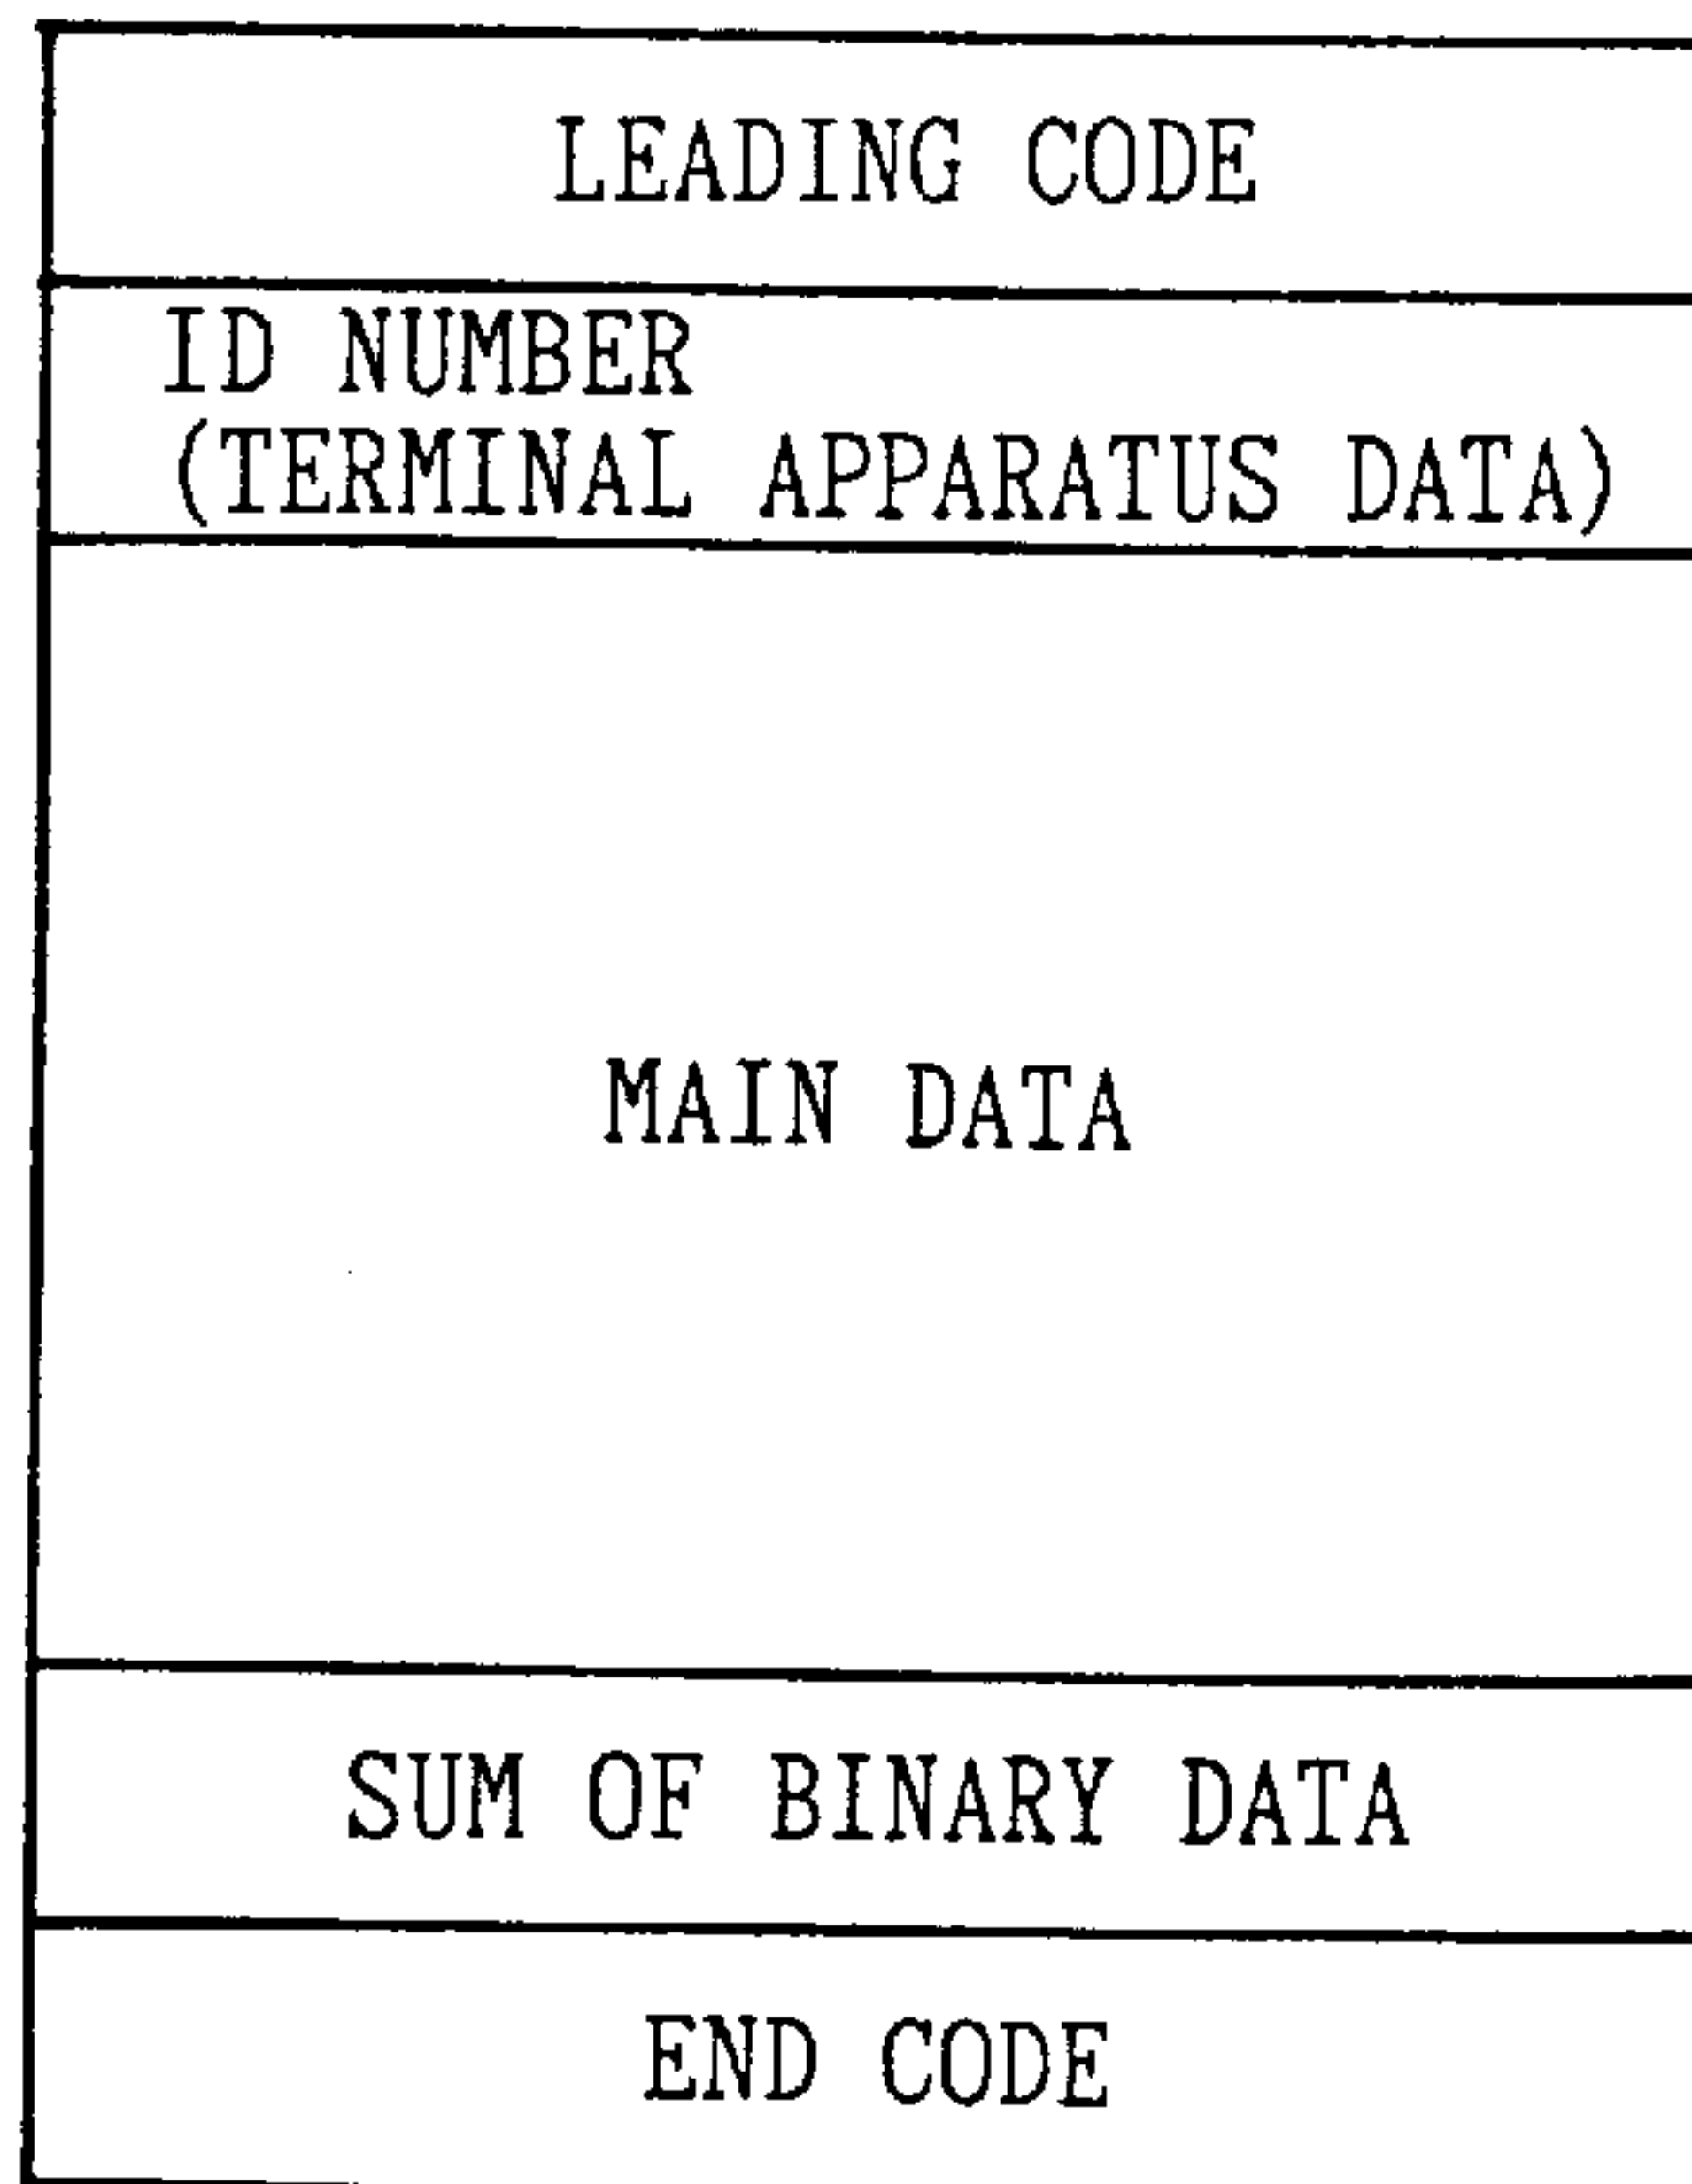 LEADING CODE
ID NUMBER
(TERMINAL APPARATUS DATA)
MAIN DATA
SUM OF BINARY DATA
END CODE